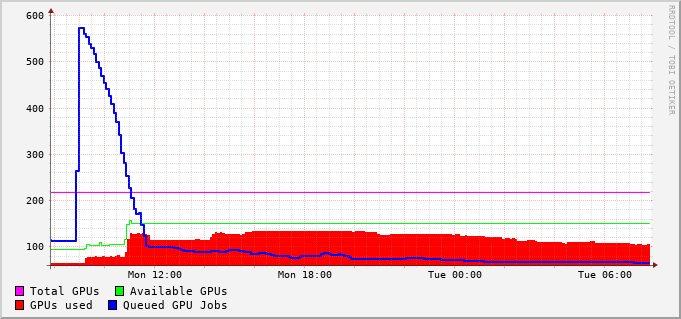 600
500
400
300
200
100
Mon 12:00 Mon 18:00 Tue 00:00 Tue 06:00
Total GPUs Available GPUs
GPUs used Queued GPU Jobs
RRDTOOL / TOBI OETIKER